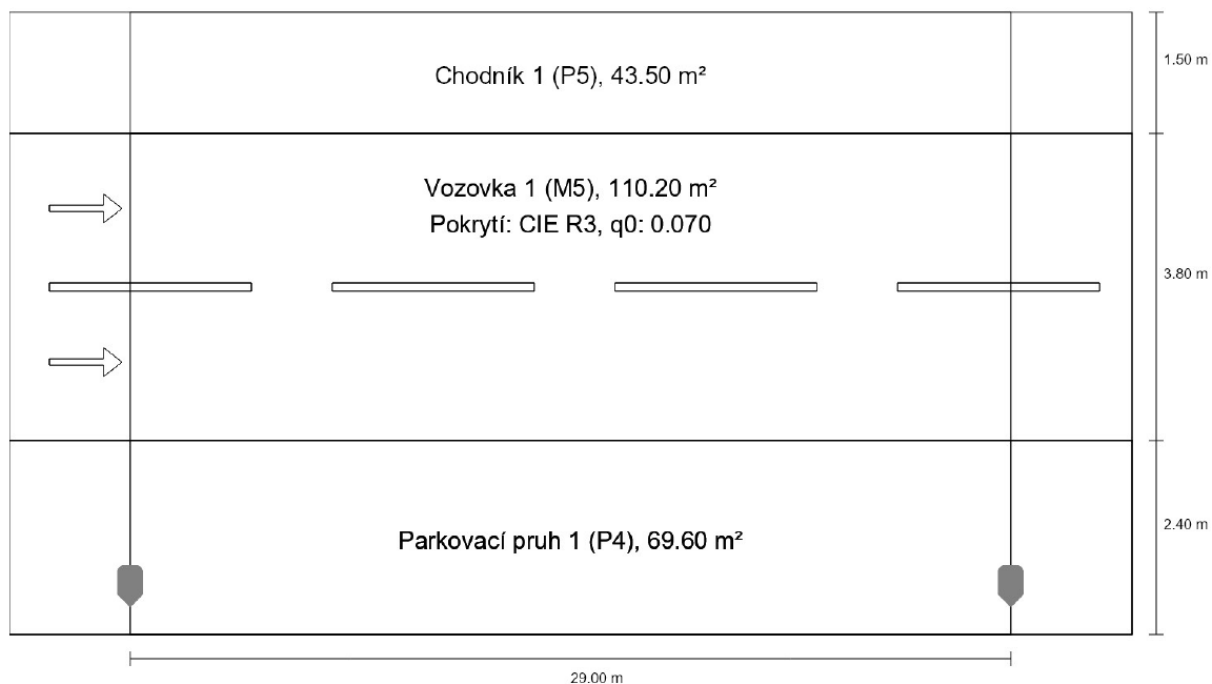 Chodník 1 (P5), 43.50 m²
1.50 m
Vozovka 1 (M5), 110.20 m²
Pokrytí: CIE R3, q0: 0.070
3.80 m
Parkovací pruh 1 (P4), 69.60 m²
2.40 m
29.00 m